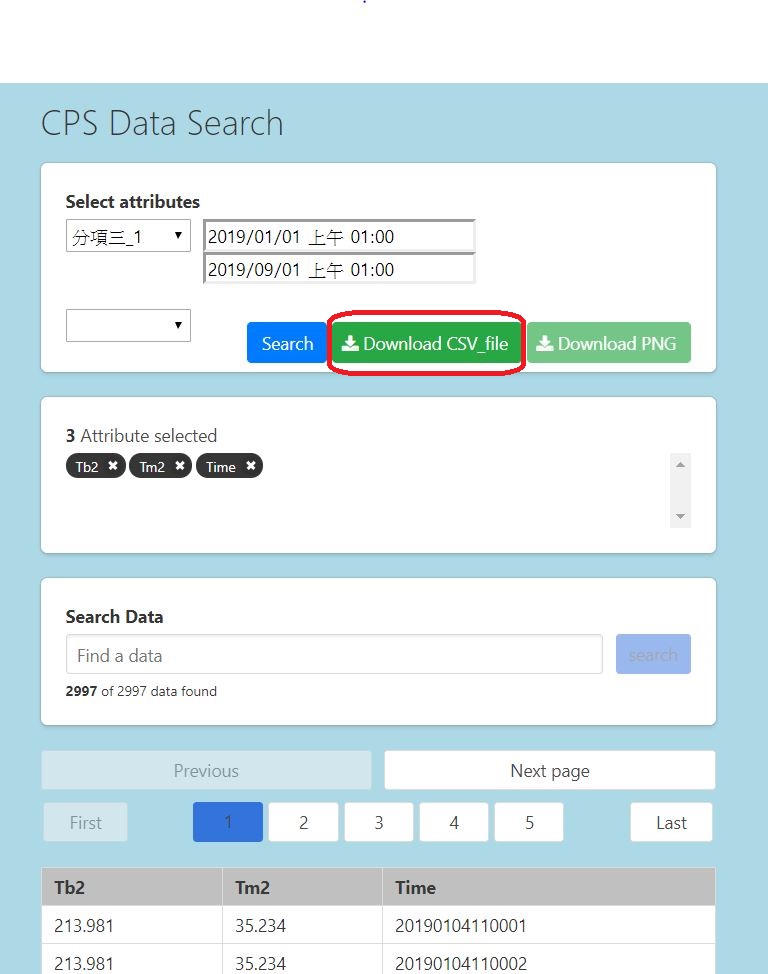 CPS Data Search
Select attributes
分項三_1
2019/01/01 上午 01:00
2019/09/01 上午 01:00
Search
Download CSV_file
Download PNG
3 Attribute selected
Tb2 ✖ Tm2 ✖ Time ✖
Search Data
Find a data
search
2997 of 2997 data found
Previous
Next page
First
1
2
3
4
5
Last
Tb2 Tm2 Time
213.981 35.234 20190104110001
213.981 35.234 20190104110002